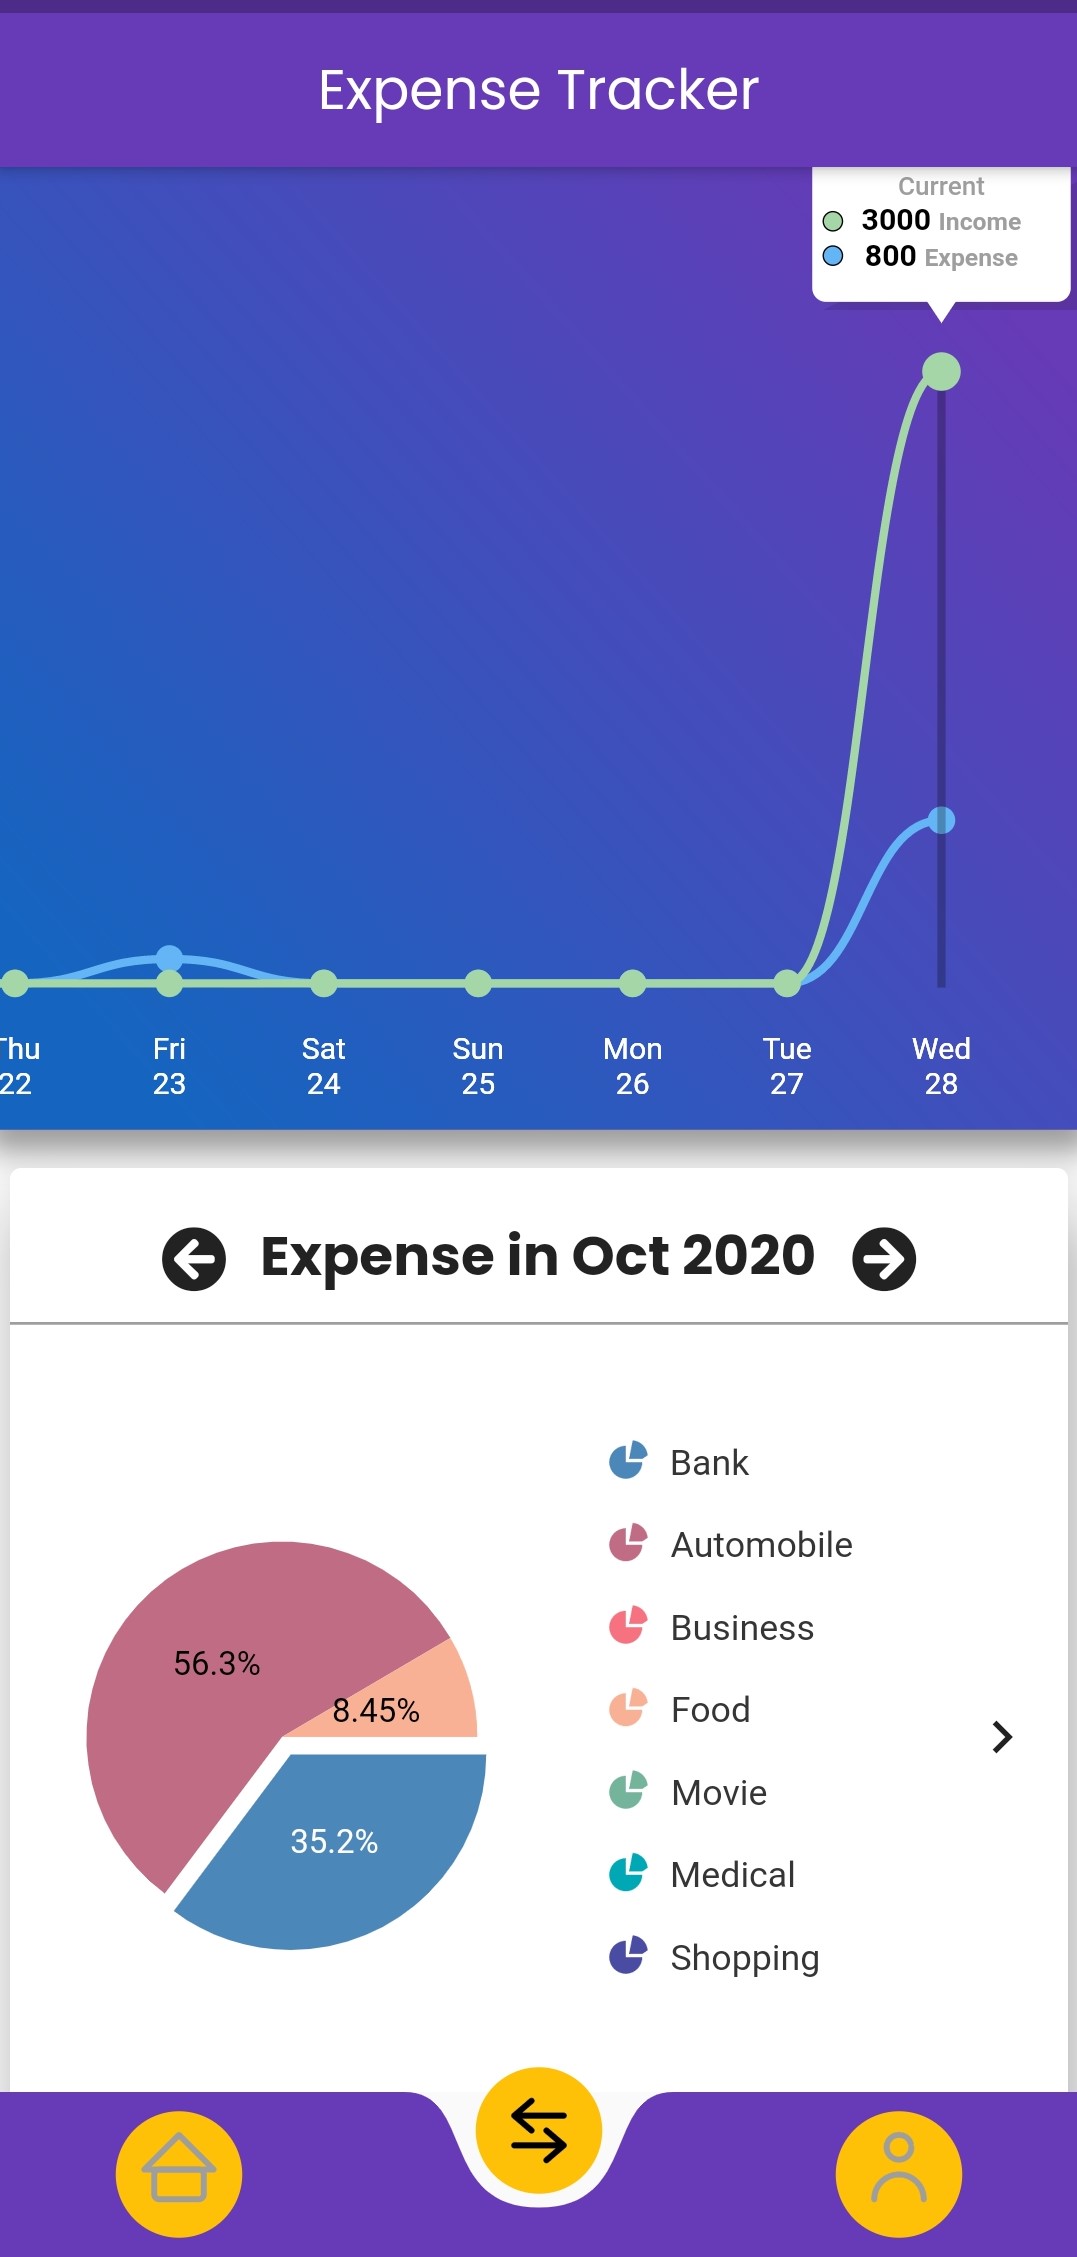 Expense Tracker
Current
3000 Income
800 Expense
Thu Fri Sat Sun Mon Tue Wed
22 23 24 25 26 27 28
Expense in Oct 2020
Bank
Automobile
Business
Food
Movie
Medical
Shopping
56.3%
8.45%
35.2%